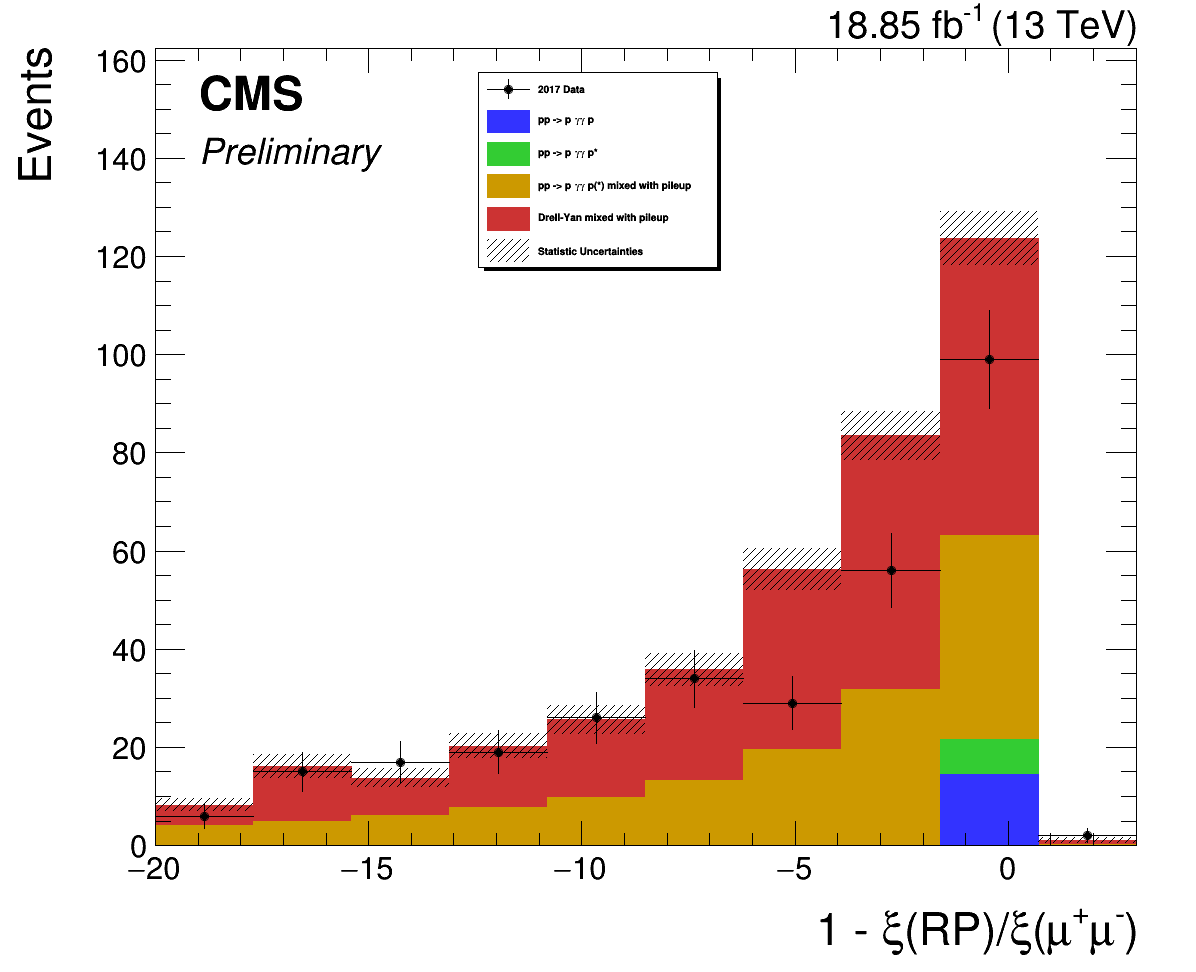 18.85 fb⁻¹ (13 TeV)
Events
CMS
Preliminary
2017 Data
pp -> p γγ p
pp -> p γγ p*
pp -> p γγ p(*) mixed with pileup
Drell-Yan mixed with pileup
Statistic Uncertainties
160
140
120
100
80
60
40
20
0
−20 −15 −10 −5 0
1 - ξ(RP)/ξ(μ⁺μ⁻)